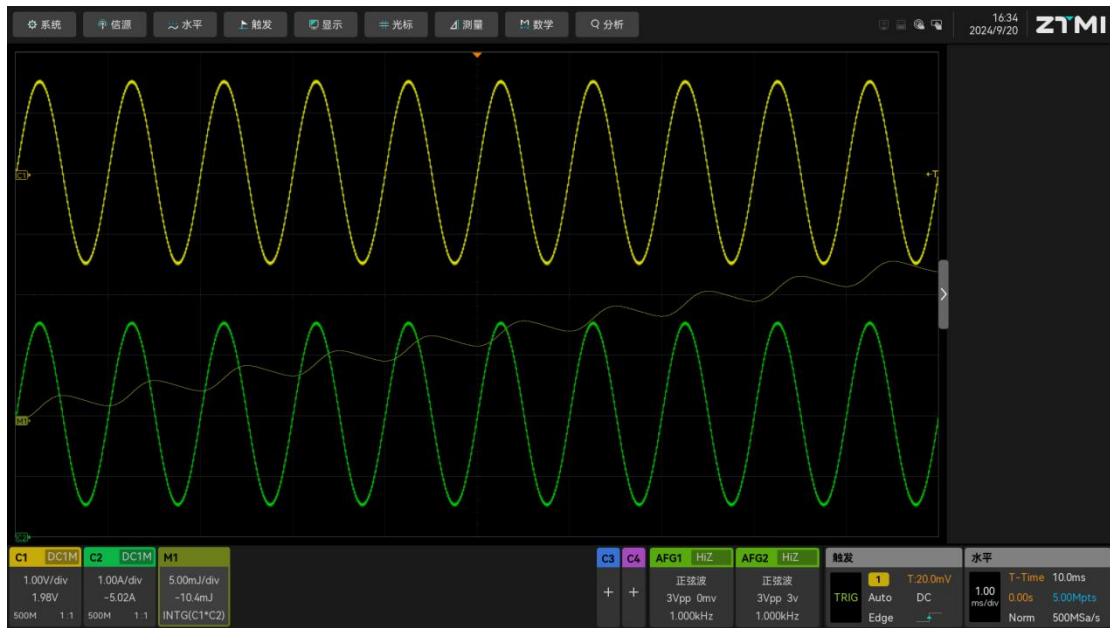 系统 信源 水平 触发 显示 光标 测量 数学 分析 16:34
2024/9/20 ZTMI
C1 T
M1
C2
C1 DC1M C2 DC1M M1 C3 C4 AFG1 HiZ AFG2 HiZ 触发 水平
1.00V/div 1.00A/div 5.00mJ/div 正弦波 正弦波 1 T:20.0mV T-Time 10.0ms
1.98V -5.02A -10.4mJ + + 3Vpp 0mv 3Vpp 3v TRIG Auto DC 1.00 ms/div 0.00s 5.00Mpts
500M 1:1 500M 1:1 INTG(C1*C2) 1.000kHz 1.000kHz Edge Norm 500MSa/s